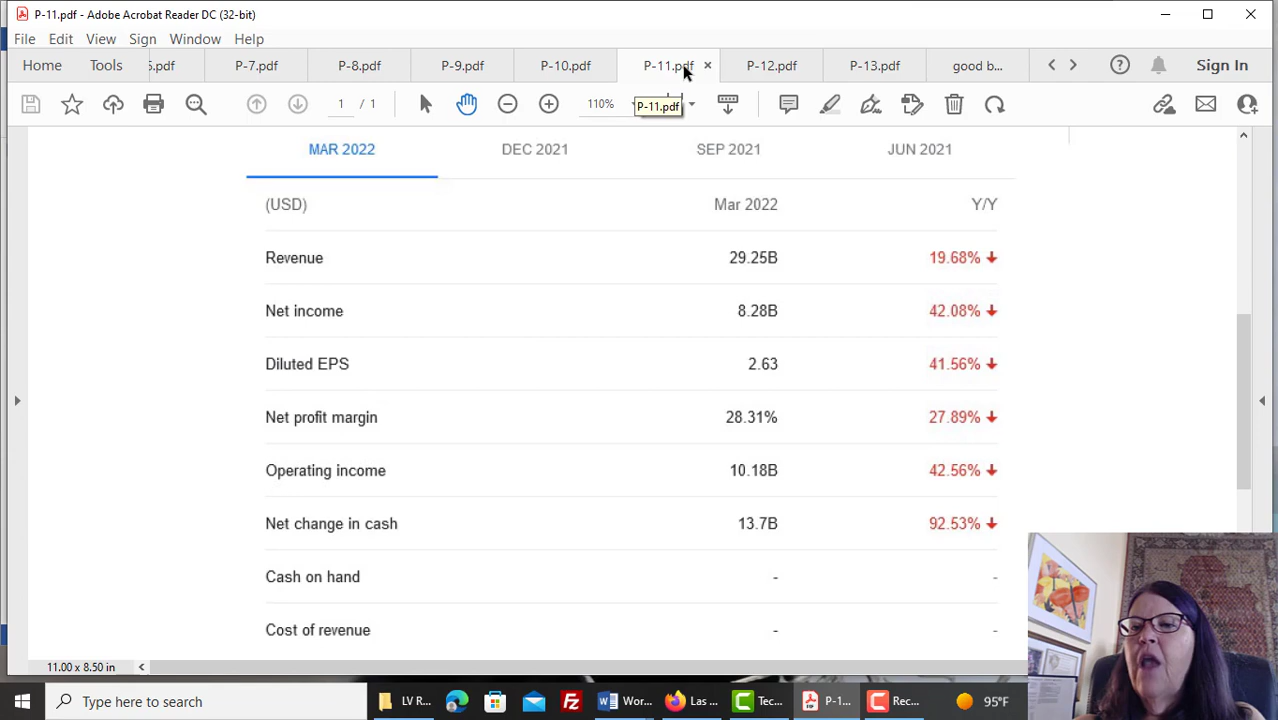 P-11.pdf - Adobe Acrobat Reader DC (32-bit)
File Edit View Sign Window Help
Home Tools 5.pdf P-7.pdf P-8.pdf P-9.pdf P-10.pdf P-11.pdf × P-12.pdf P-13.pdf good b... Sign In
1 / 1 110% P-11.pdf
MAR 2022 DEC 2021 SEP 2021 JUN 2021
(USD) Mar 2022 Y/Y
Revenue 29.25B 19.68%
Net income 8.28B 42.08%
Diluted EPS 2.63 41.56%
Net profit margin 28.31% 27.89%
Operating income 10.18B 42.56%
Net change in cash 13.7B 92.53%
Cash on hand - -
Cost of revenue - -
11.00 x 8.50 in
Type here to search LV R... Wor... Las ... Tec... P-1... Rec... 95°F